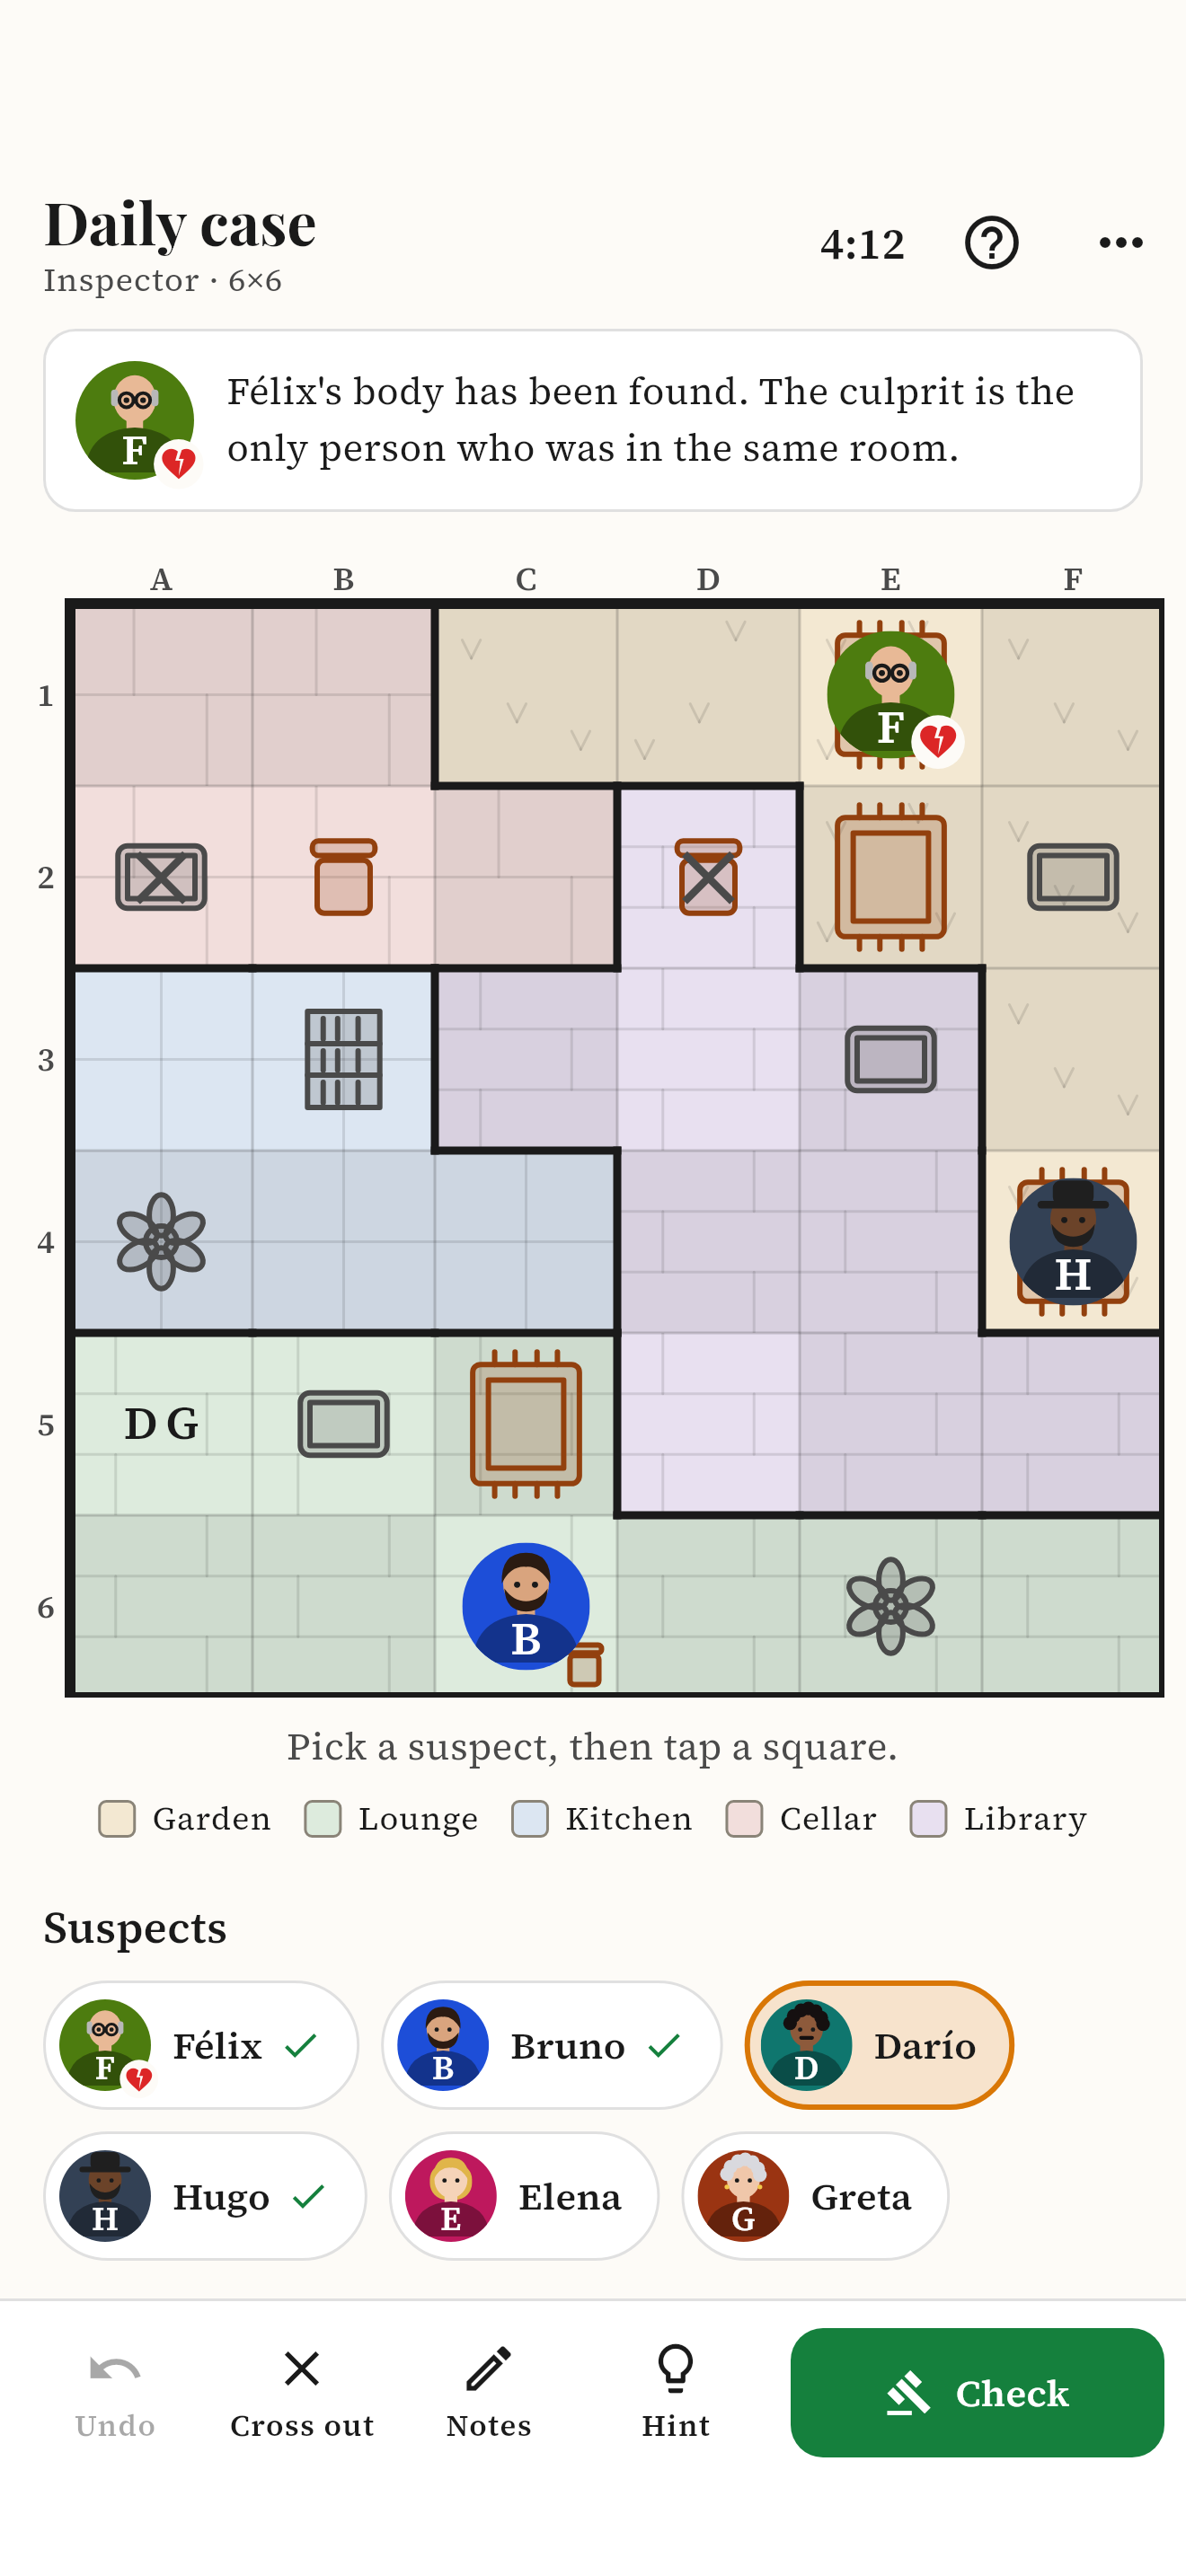 Daily case
Inspector · 6×6
4:12
F
Félix's body has been found. The culprit is the
only person who was in the same room.
A B C D E F
1
F
2
3
4
H
5
D G
6
B
Pick a suspect, then tap a square.
Garden Lounge Kitchen Cellar Library
Suspects
F Félix
B Bruno
D Darío
H Hugo
E Elena
G Greta
Undo
Cross out
Notes
Hint
Check